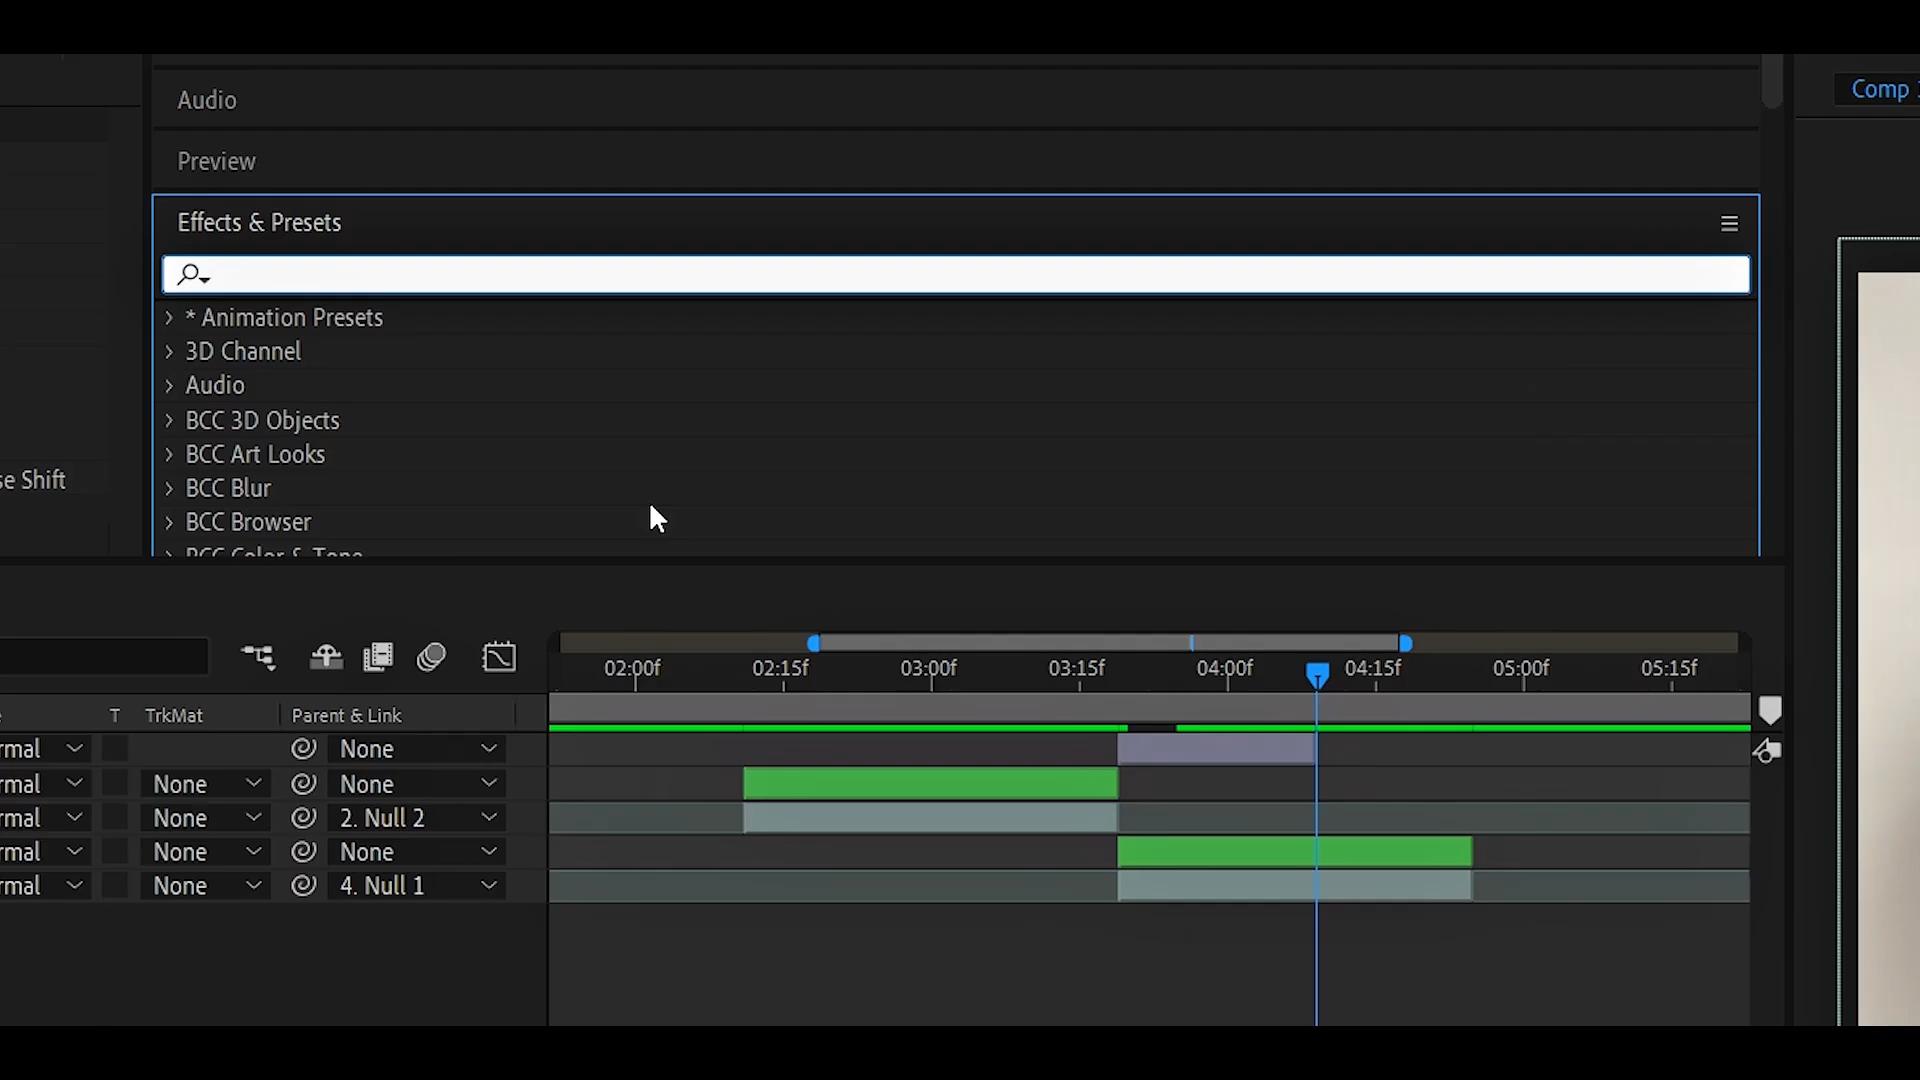 Audio
Comp
Preview
Effects & Presets
* Animation Presets
3D Channel
Audio
BCC 3D Objects
BCC Art Looks
se Shift
BCC Blur
BCC Browser
BCC Color & Tone
02:00f 02:15f 03:00f 03:15f 04:00f 04:15f 05:00f 05:15f
T TrkMat Parent & Link
rmal None
rmal None None
rmal None 2. Null 2
rmal None None
rmal None 4. Null 1